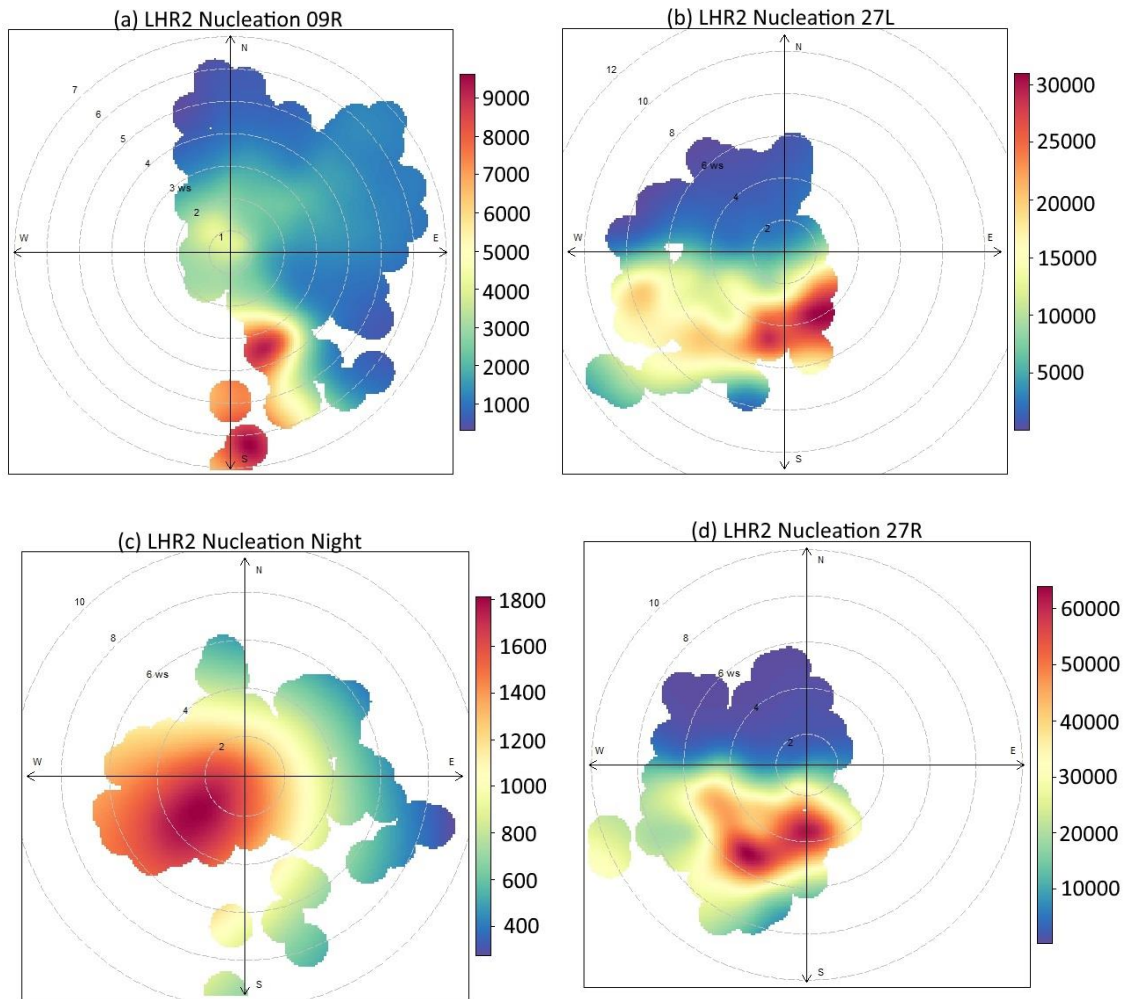 (a) LHR2 Nucleation 09R
N
7
6
5
4
3 ws
2
1
W
E
S
9000
8000
7000
6000
5000
4000
3000
2000
1000
(b) LHR2 Nucleation 27L
N
12
10
8
6 ws
4
2
W
E
S
30000
25000
20000
15000
10000
5000
(c) LHR2 Nucleation Night
N
10
8
6 ws
4
2
W
E
S
1800
1600
1400
1200
1000
800
600
400
(d) LHR2 Nucleation 27R
N
10
8
6 ws
4
2
W
E
S
60000
50000
40000
30000
20000
10000